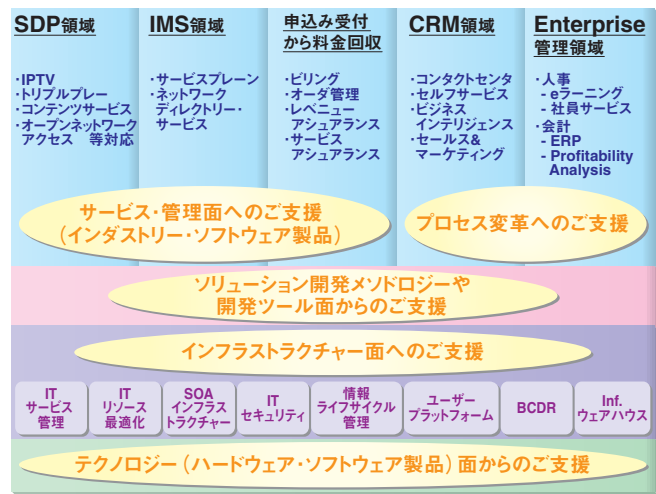 SDP領域
・IPTV
・トリプルプレー
・コンテンツサービス
・オープンネットワーク
アクセス 等対応
IMS領域
・サービスプレーン
・ネットワーク
ディレクトリー・
サービス
申込み受付
から料金回収
・ビリング
・オーダ管理
・レベニュー
アシュアランス
・サービス
アシュアランス
CRM領域
・コンタクトセンタ
・セルフサービス
・ビジネス
インテリジェンス
・セールス&
マーケティング
Enterprise
管理領域
・人事
- eラーニング
- 社員サービス
・会計
- ERP
- Profitability
Analysis
サービス・管理面へのご支援
(インダストリー・ソフトウェア製品)
プロセス変革へのご支援
ソリューション開発メソドロジーや
開発ツール面からのご支援
インフラストラクチャー面へのご支援
IT
サービス
管理
IT
リソース
最適化
SOA
インフラス
トラクチャー
IT
セキュリティ
情報
ライフサイクル
管理
ユーザー
プラットフォーム
BCDR
Inf.
ウェアハウス
テクノロジー(ハードウェア・ソフトウェア製品)面からのご支援